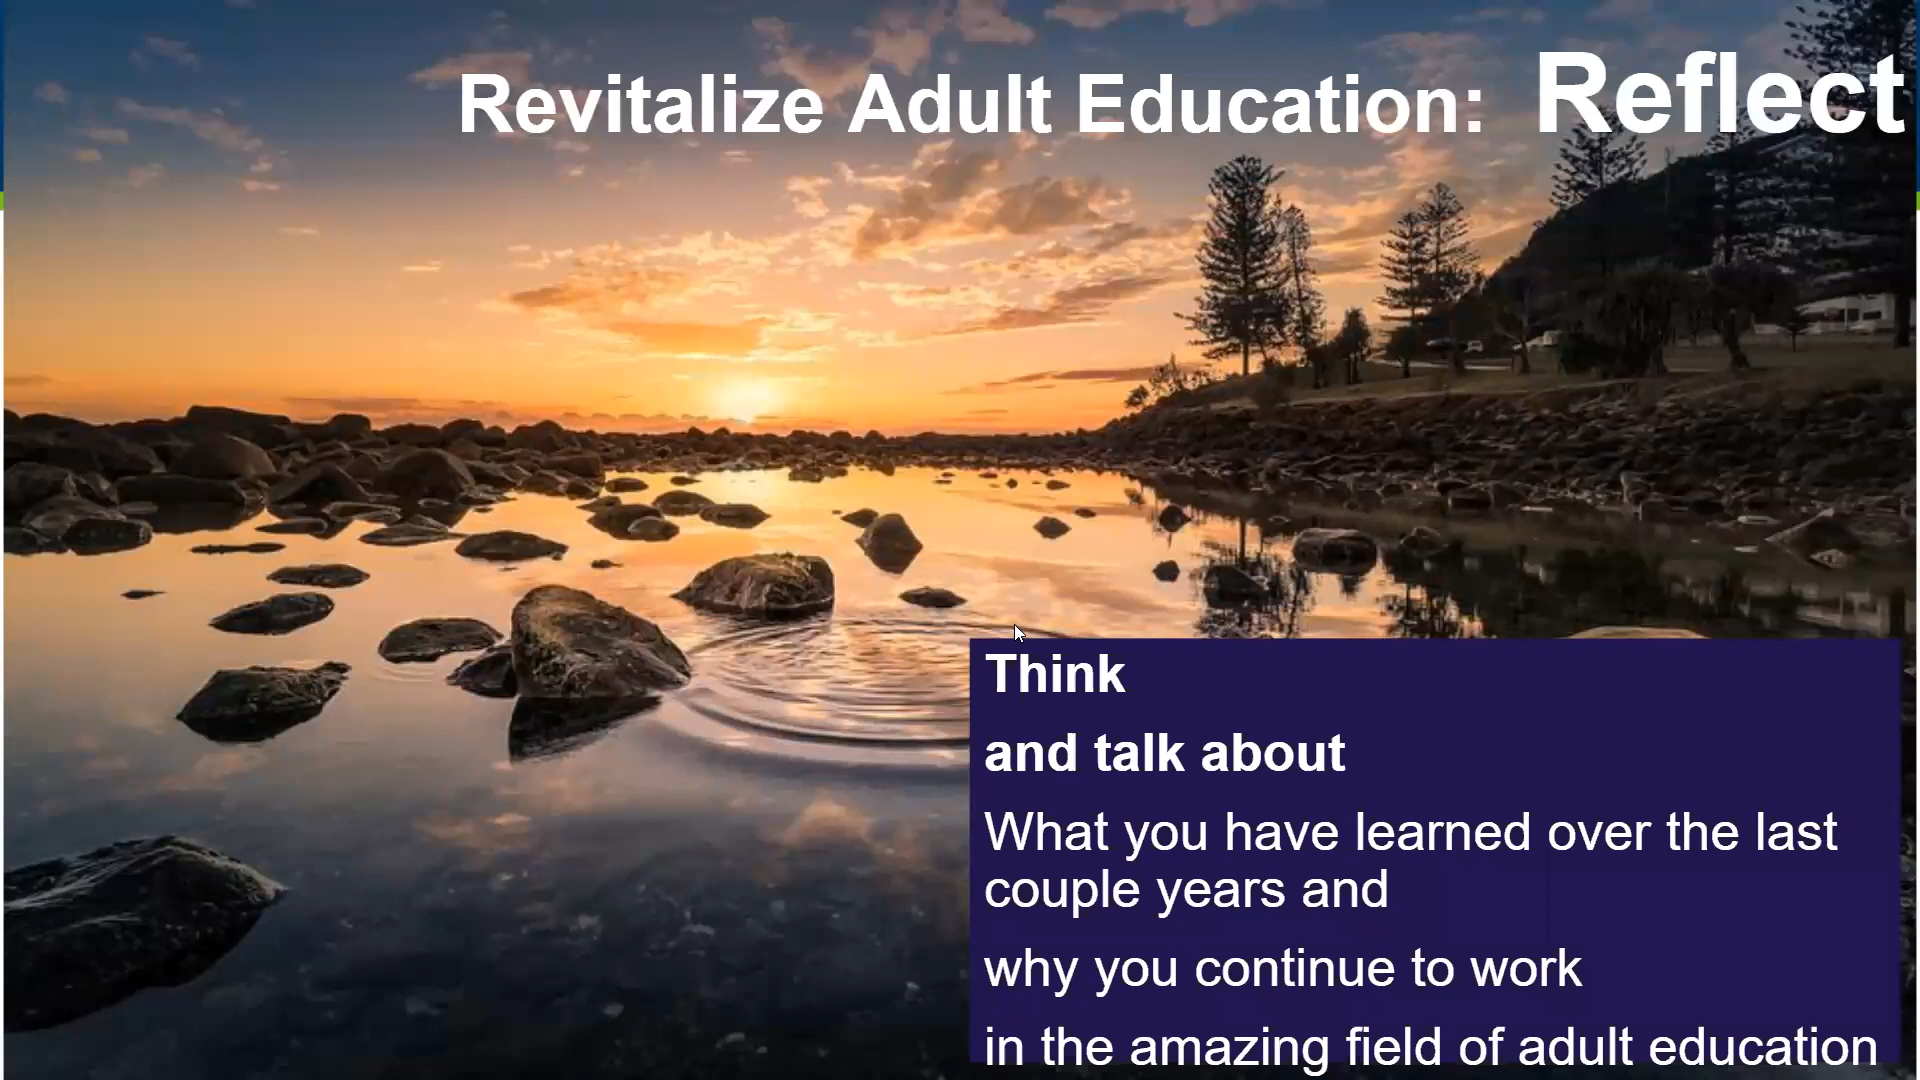 Revitalize Adult Education: Reflect
Think
and talk about
What you have learned over the last
couple years and
why you continue to work
in the amazing field of adult education